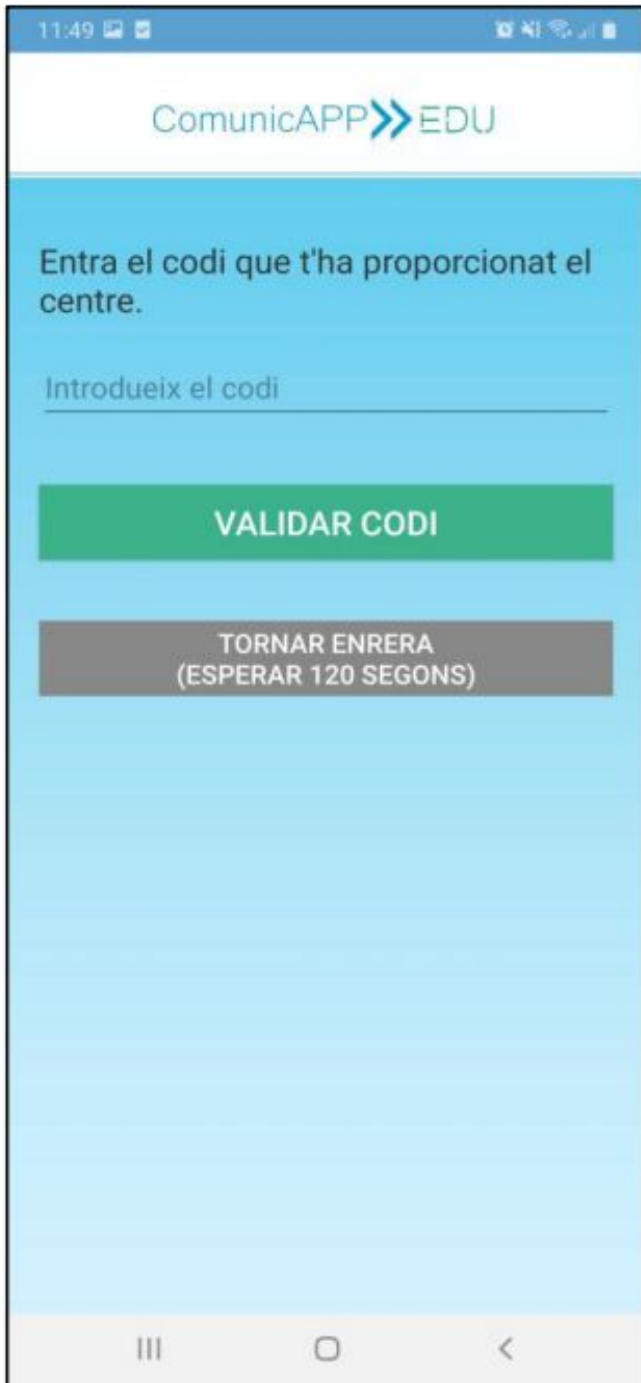 11:49
ComunicAPP EDU
Entra el codi que t'ha proporcionat el
centre.
Introdueix el codi
VALIDAR CODI
TORNAR ENRERA
(ESPERAR 120 SEGONS)